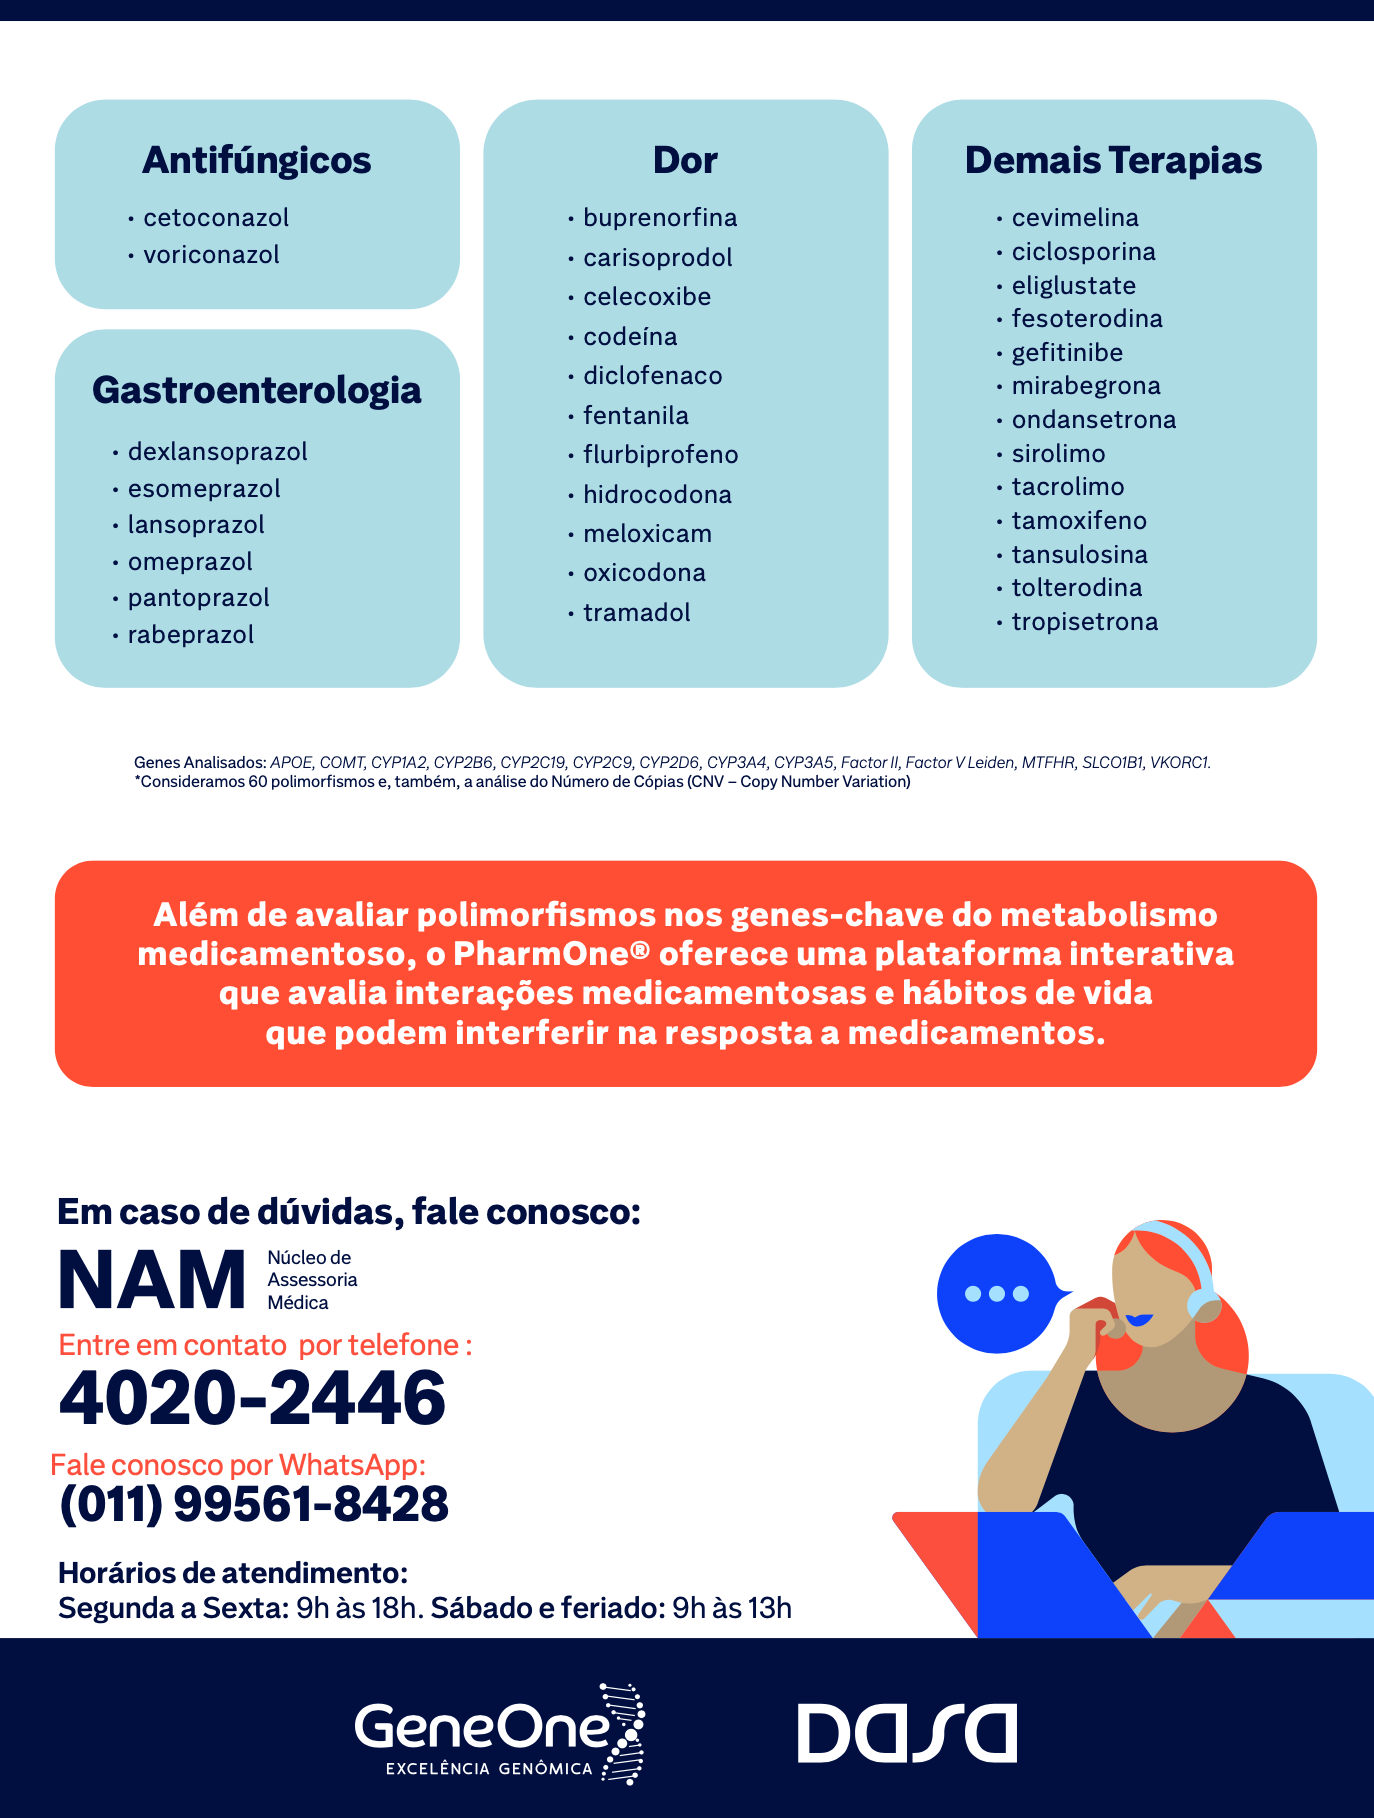 Antifúngicos
• cetoconazol
• voriconazol
Gastroenterologia
• dexlansoprazol
• esomeprazol
• lansoprazol
• omeprazol
• pantoprazol
• rabeprazol
Dor
• buprenorfina
• carisoprodol
• celecoxibe
• codeína
• diclofenaco
• fentanila
• flurbiprofeno
• hidrocodona
• meloxicam
• oxicodona
• tramadol
Demais Terapias
• cevimelina
• ciclosporina
• eliglustate
• fesoterodina
• gefitinibe
• mirabegrona
• ondansetrona
• sirolimo
• tacrolimo
• tamoxifeno
• tansulosina
• tolterodina
• tropisetrona
Genes Analisados: APOE, COMT, CYP1A2, CYP2B6, CYP2C19, CYP2C9, CYP2D6, CYP3A4, CYP3A5, Factor II, Factor V Leiden, MTFHR, SLCO1B1, VKORC1.
*Consideramos 60 polimorfismos e, também, a análise do Número de Cópias (CNV – Copy Number Variation)
Além de avaliar polimorfismos nos genes-chave do metabolismo
medicamentoso, o PharmOne® oferece uma plataforma interativa
que avalia interações medicamentosas e hábitos de vida
que podem interferir na resposta a medicamentos.
Em caso de dúvidas, fale conosco:
NAM
Núcleo de
Assessoria
Médica
Entre em contato por telefone :
4020-2446
Fale conosco por WhatsApp:
(011) 99561-8428
Horários de atendimento:
Segunda a Sexta: 9h às 18h. Sábado e feriado: 9h às 13h
GeneOne
EXCELÊNCIA GENÔMICA
DASA